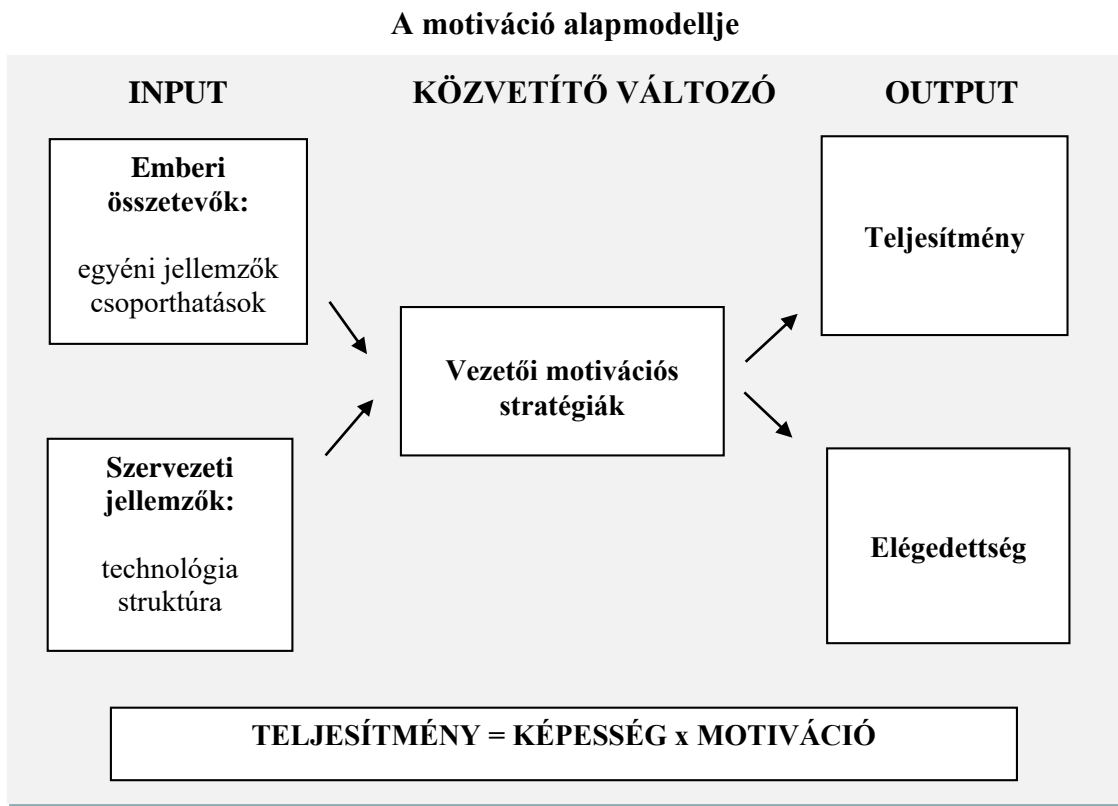 A motiváció alapmodellje
INPUT
KÖZVETÍTŐ VÁLTOZÓ
OUTPUT
Emberi
összetevők:
egyéni jellemzők
csoporthatások
Szervezeti
jellemzők:
technológia
struktúra
Vezetői motivációs
stratégiák
Teljesítmény
Elégedettség
TELJESÍTMÉNY = KÉPESSÉG x MOTIVÁCIÓ